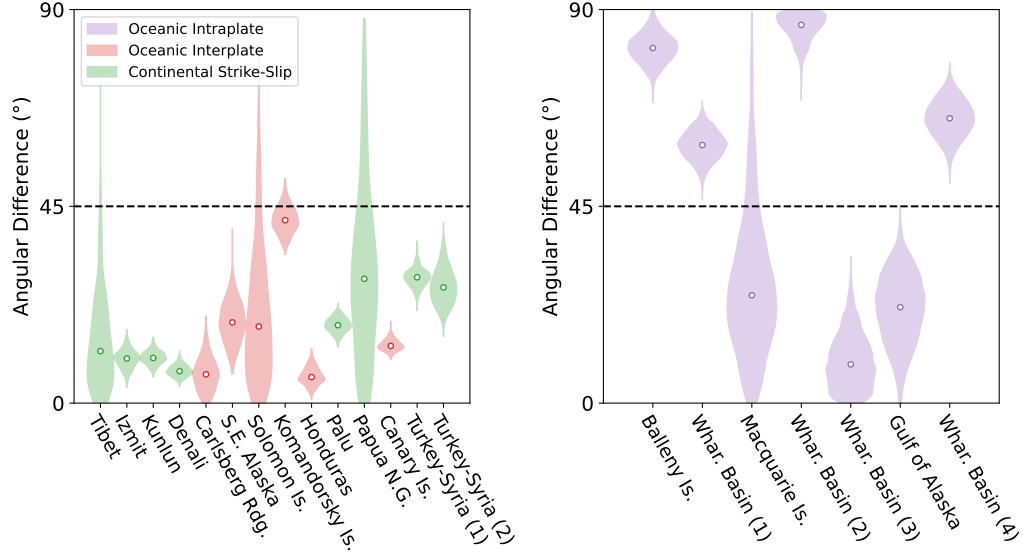 90
45
0
Angular Difference (°)
Oceanic Intraplate
Oceanic Interplate
Continental Strike-Slip
Tibet
Izmit
Kunlun
Denali
Carlsberg Rdg.
S.E. Alaska
Solomon Is.
Komandorsky Is.
Honduras
Palu
Papua N.G.
Canary Is.
Turkey-Syria (1)
Turkey-Syria (2)
90
45
0
Angular Difference (°)
Balleny Is.
Whar. Basin (1)
Macquarie Is.
Whar. Basin (2)
Whar. Basin (3)
Gulf of Alaska
Whar. Basin (4)